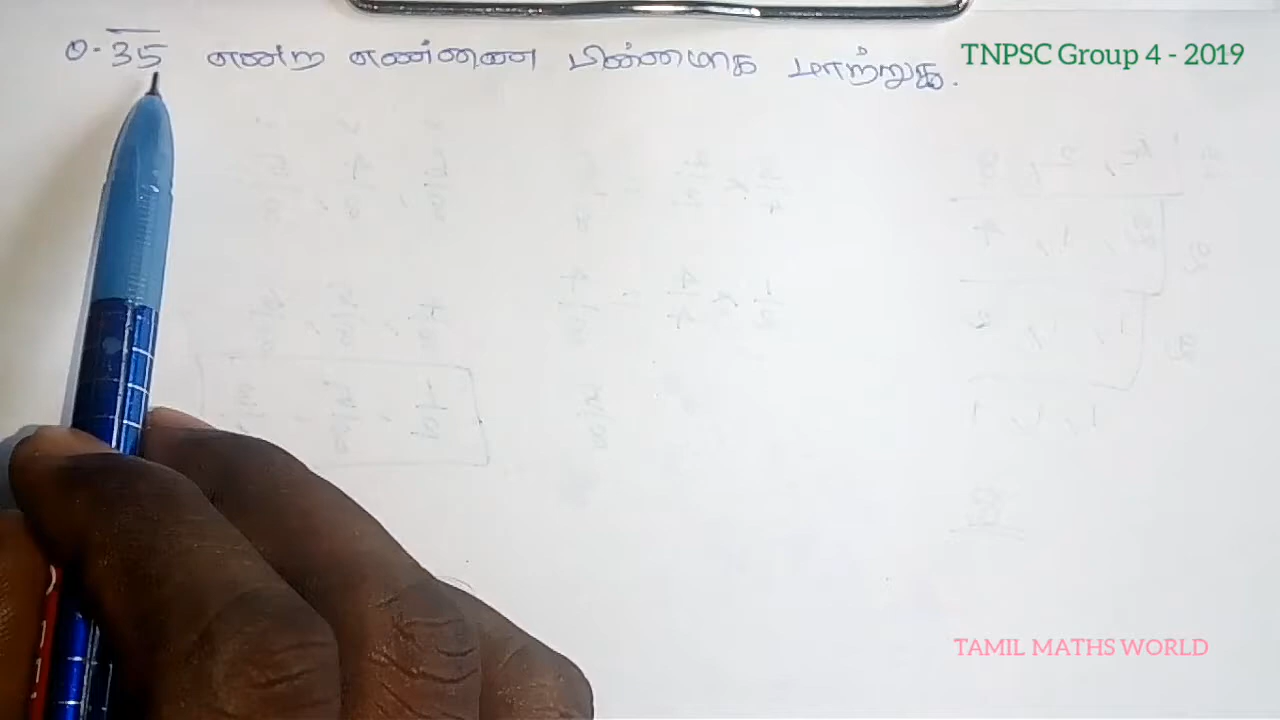 0.3̅5̅ என்ற எண்ணை பின்னமாக மாற்றுக.
TNPSC Group 4 - 2019
TAMIL MATHS WORLD